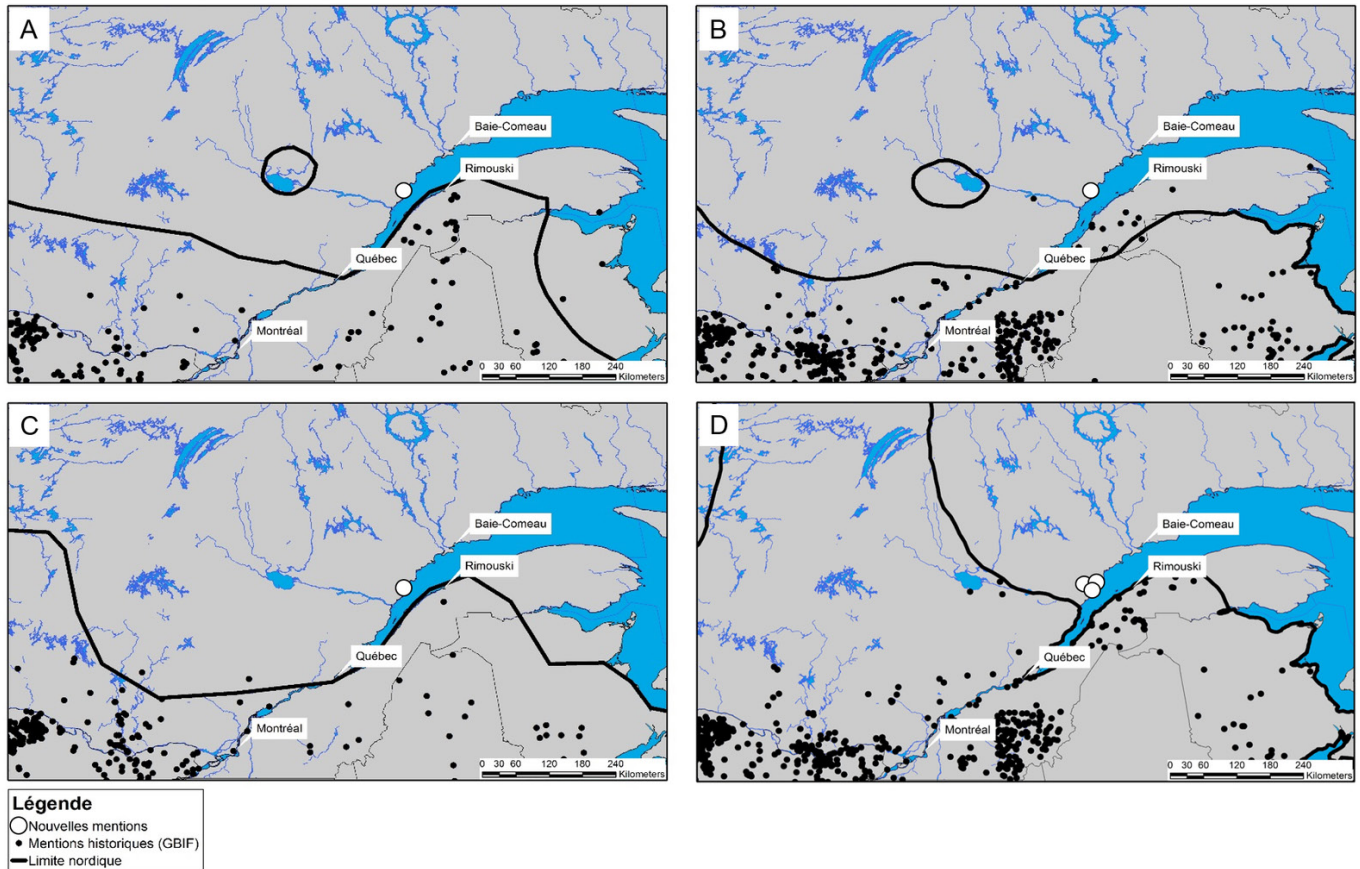 A
Baie-Comeau
Rimouski
Québec
Montréal
0 30 60 120 180 240
Kilometers
B
Baie-Comeau
Rimouski
Québec
Montréal
0 30 60 120 180 240
Kilometers
C
Baie-Comeau
Rimouski
Québec
Montréal
0 30 60 120 180 240
Kilometers
D
Baie-Comeau
Rimouski
Québec
Montréal
0 30 60 120 180 240
Kilometers
Légende
Nouvelles mentions
Mentions historiques (GBIF)
Limite nordique